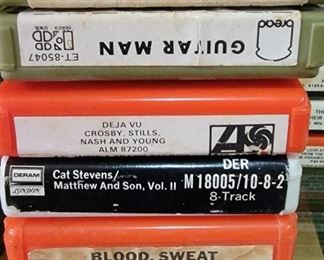 ET-85047
GUITAR MAN
bread
DEJA VU
CROSBY, STILLS,
NASH AND YOUNG
ALM 87200
DERAM
LONDON
Cat Stevens/
Matthew And Son, Vol. II
DER
M 18005/10-8-2
8-Track
BLOOD, SWEAT